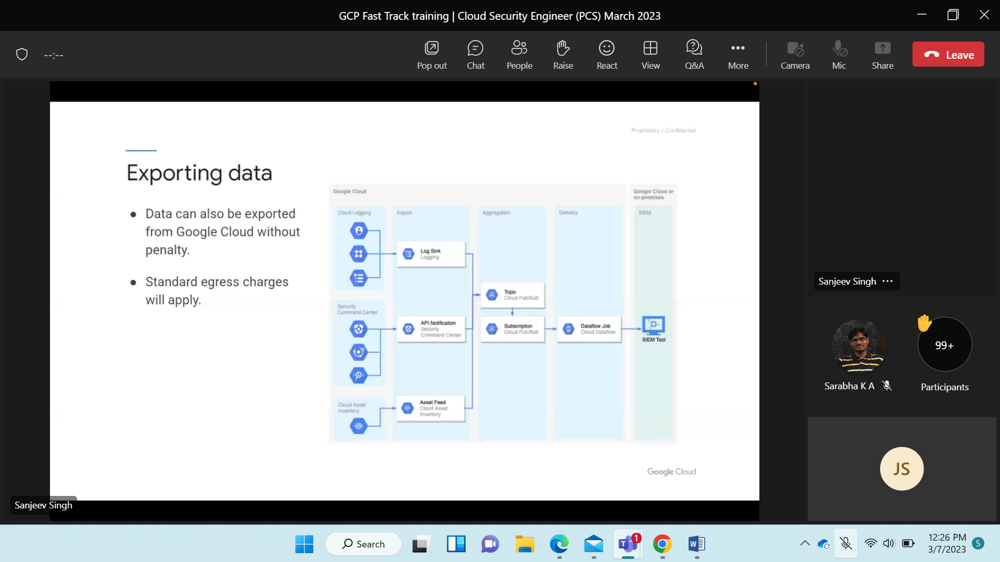 GCP Fast Track training | Cloud Security Engineer (PCS) March 2023
--:--
Pop out
Chat
People
Raise
React
View
Q&A
More
Camera
Mic
Share
Leave
Proprietary + Confidential
Exporting data
● Data can also be exported
from Google Cloud without
penalty.
● Standard egress charges
will apply.
Google Cloud
Google Cloud or
on-premises
Cloud Logging
Export
Aggregation
Delivery
SIEM
Log Sink
Logging
Topic
Cloud Pub/Sub
Security
Command Center
API Notification
Security
Command Center
Subscription
Cloud Pub/Sub
Dataflow Job
Cloud Dataflow
SIEM Tool
Cloud Asset
Inventory
Asset Feed
Cloud Asset
Inventory
Google Cloud
Sanjeev Singh
Sanjeev Singh ...
99+
Sarabha K A
Participants
JS
Search
T
1
W
12:26 PM
3/7/2023
5